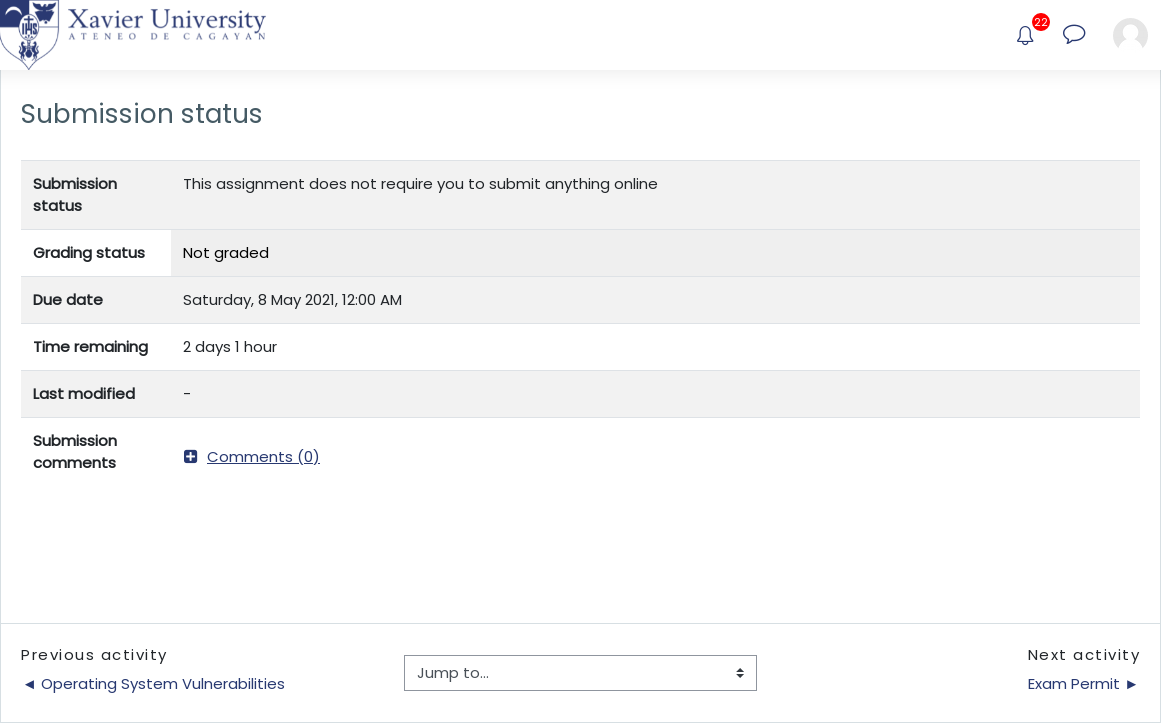 Xavier University
ATENEO DE CAGAYAN
22
Submission status
Submission
status
This assignment does not require you to submit anything online
Grading status
Not graded
Due date
Saturday, 8 May 2021, 12:00 AM
Time remaining
2 days 1 hour
Last modified
-
Submission
comments
Comments (0)
Previous activity
◄ Operating System Vulnerabilities
Jump to...
Next activity
Exam Permit ►